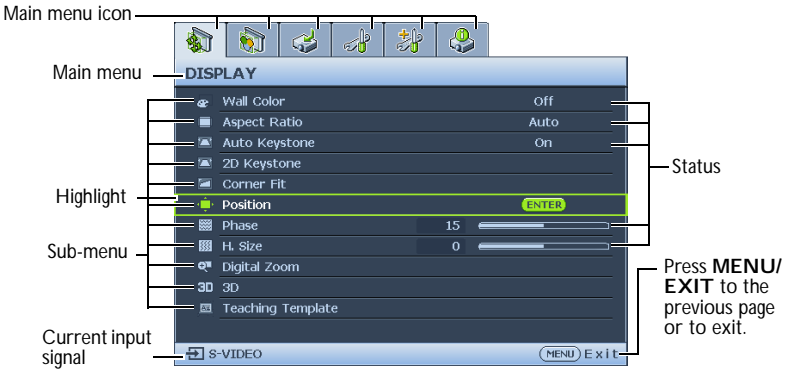 Main menu icon
Main menu
DISPLAY
Wall Color Off
Aspect Ratio Auto
Auto Keystone On
2D Keystone
Status
Corner Fit
Highlight
Position ENTER
Phase 15
Sub-menu
H. Size 0
Digital Zoom
3D 3D
Teaching Template
Press MENU/
EXIT to the
previous page
or to exit.
Current input
signal
S-VIDEO
MENU Exit